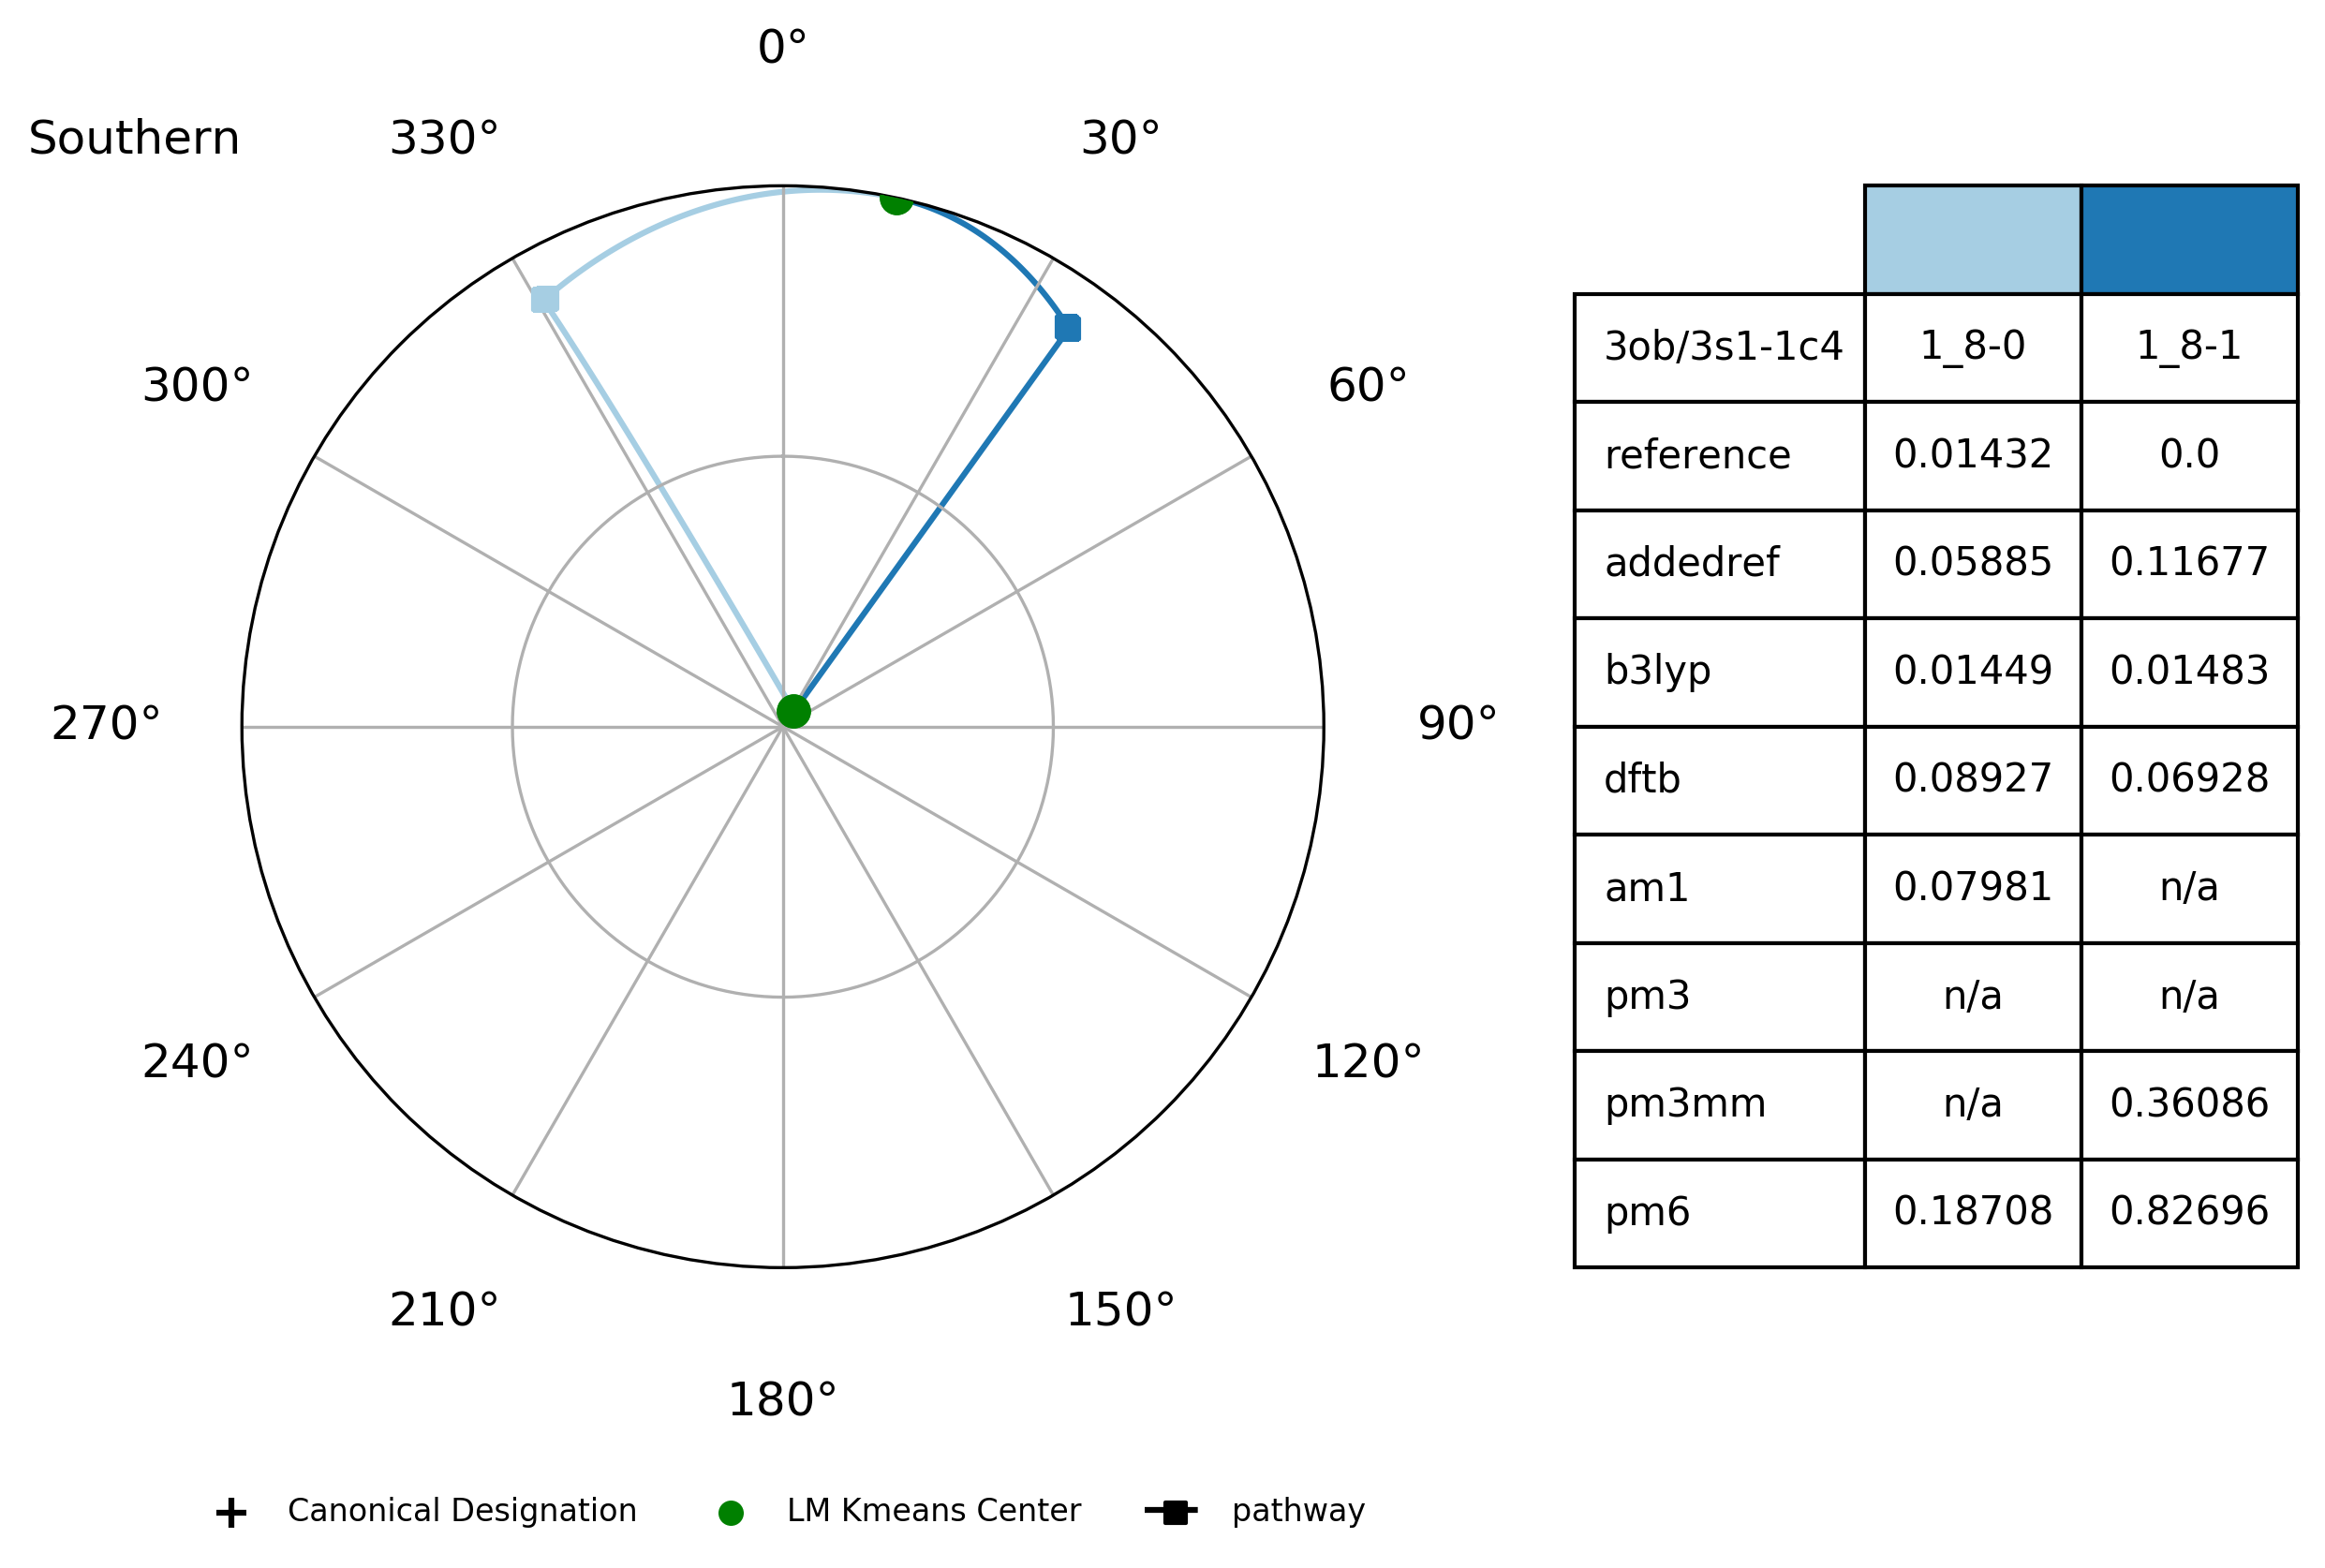 0°
Southern
330°
30°
300°
60°
270°
90°
240°
120°
210°
150°
180°
3ob/3s1-1c4 1_8-0 1_8-1
reference 0.01432 0.0
addedref 0.05885 0.11677
b3lyp 0.01449 0.01483
dftb 0.08927 0.06928
am1 0.07981 n/a
pm3 n/a n/a
pm3mm n/a 0.36086
pm6 0.18708 0.82696
Canonical Designation LM Kmeans Center pathway